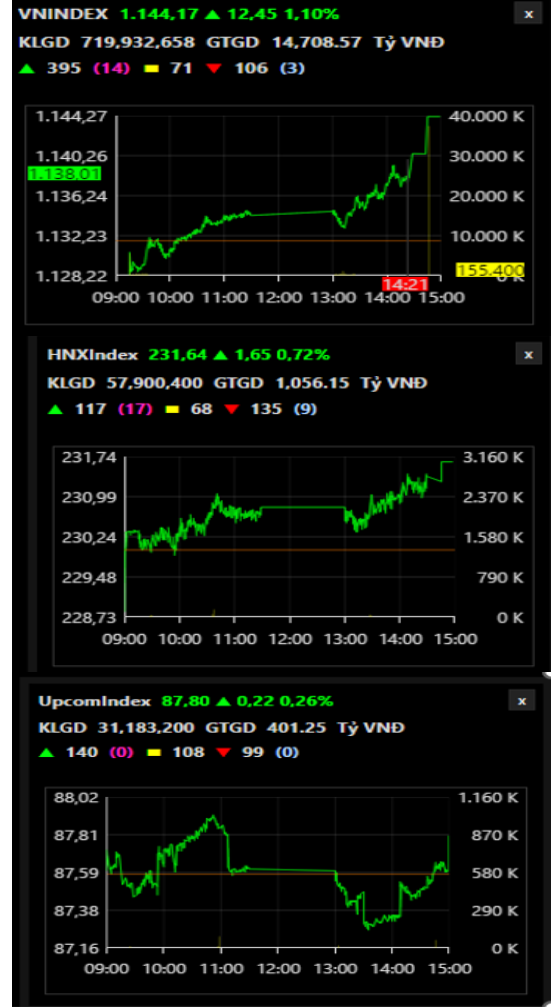 VNINDEX 1.144,17 ▲ 12,45 1,10% x
KLGD 719,932,658 GTGD 14,708.57 Tỷ VNĐ
▲ 395 (14) 71 ▼ 106 (3)
1.144,27 40.000 K
1.140,26 30.000 K
1.138,01
1.136,24 20.000 K
1.132,23 10.000 K
155.400
1.128,22 0 K
14:21
09:00 10:00 11:00 12:00 13:00 14:00 15:00
HNXIndex 231,64 ▲ 1,65 0,72% x
KLGD 57,900,400 GTGD 1,056.15 Tỷ VNĐ
▲ 117 (17) 68 ▼ 135 (9)
231,74 3.160 K
230,99 2.370 K
230,24 1.580 K
229,48 790 K
228,73 0 K
09:00 10:00 11:00 12:00 13:00 14:00 15:00
UpcomIndex 87,80 ▲ 0,22 0,26% x
KLGD 31,183,200 GTGD 401.25 Tỷ VNĐ
▲ 140 (0) 108 ▼ 99 (0)
88,02 1.160 K
87,81 870 K
87,59 580 K
87,38 290 K
87,16 0 K
09:00 10:00 11:00 12:00 13:00 14:00 15:00